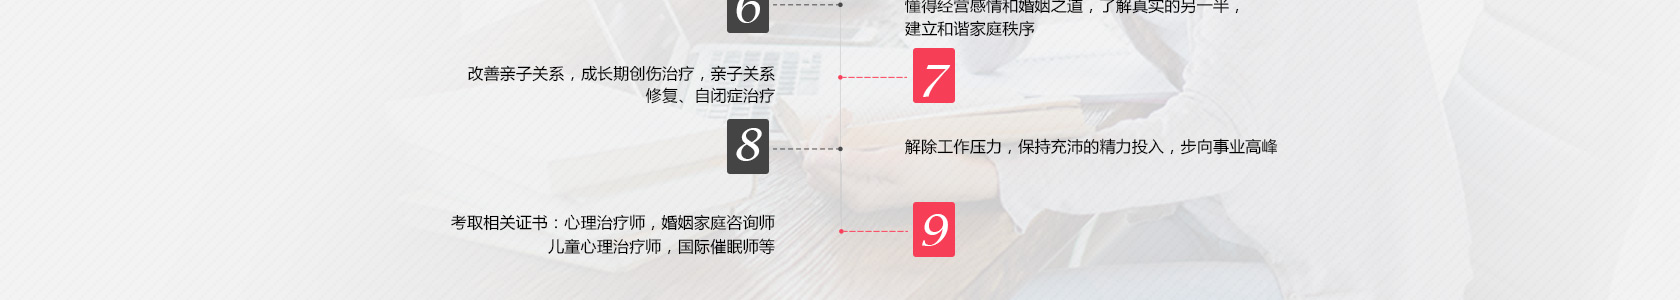 6
懂得经营感情和婚姻之道，了解真实的另一半，
建立和谐家庭秩序
7
改善亲子关系，成长期创伤治疗，亲子关系
修复、自闭症治疗
8
解除工作压力，保持充沛的精力投入，步向事业高峰
9
考取相关证书：心理治疗师，婚姻家庭咨询师
儿童心理治疗师，国际催眠师等